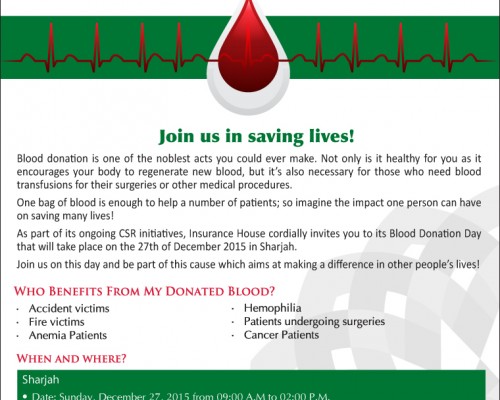 Join us in saving lives!
Blood donation is one of the noblest acts you could ever make. Not only is it healthy for you as it
encourages your body to regenerate new blood, but it's also necessary for those who need blood
transfusions for their surgeries or other medical procedures.
One bag of blood is enough to help a number of patients; so imagine the impact one person can have
on saving many lives!
As part of its ongoing CSR initiatives, Insurance House cordially invites you to its Blood Donation Day
that will take place on the 27th of December 2015 in Sharjah.
Join us on this day and be part of this cause which aims at making a difference in other people's lives!
WHO BENEFITS FROM MY DONATED BLOOD?
· Accident victims
· Fire victims
· Anemia Patients
· Hemophilia
· Patients undergoing surgeries
· Cancer Patients
WHEN AND WHERE?
Sharjah
• Date: Sunday, December 27, 2015 from 09:00 A.M to 02:00 P.M.